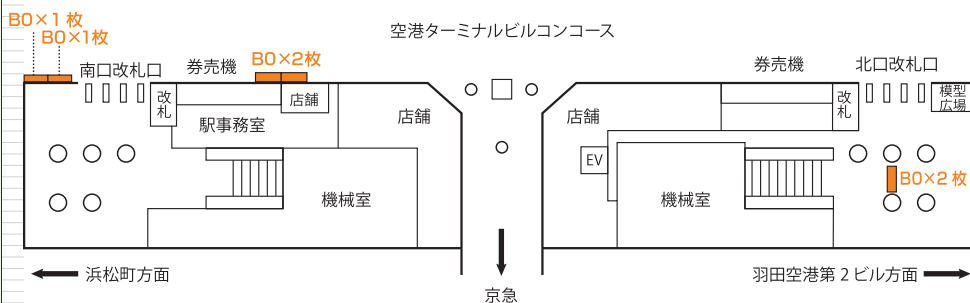 BO×1 枚
BO×1枚
空港ターミナルビルコンコース
南口改札口
券売機
BO×2枚
券売機
北口改札口
改札
店舗
店舗
店舗
改札
模型広場
駅事務室
EV
BO×2 枚
機械室
機械室
浜松町方面
京急
羽田空港第 2 ビル方面